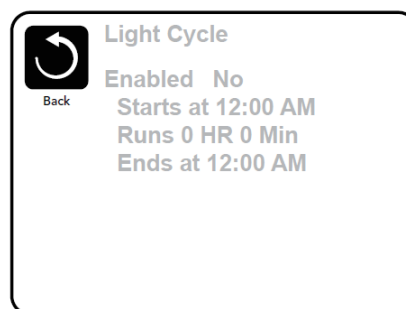 Light Cycle
Back
Enabled No
Starts at 12:00 AM
Runs 0 HR 0 Min
Ends at 12:00 AM